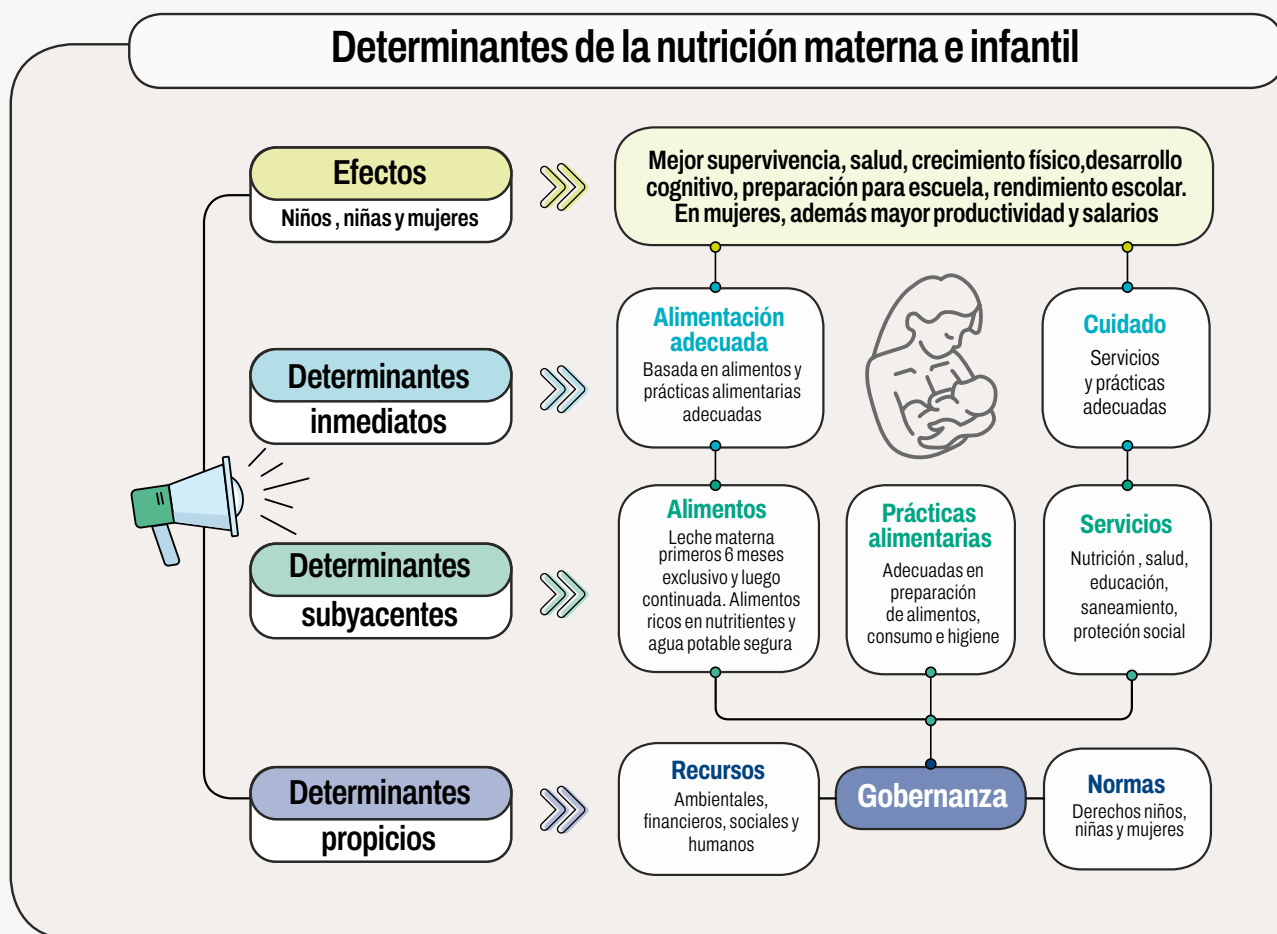 Determinantes de la nutrición materna e infantil
Efectos
Niños , niñas y mujeres
Mejor supervivencia, salud, crecimiento físico,desarrollo
cognitivo, preparación para escuela, rendimiento escolar.
En mujeres, además mayor productividad y salarios
Determinantes
inmediatos
Alimentación
adecuada
Basada en alimentos y
prácticas alimentarias
adecuadas
Cuidado
Servicios
y prácticas
adecuadas
Determinantes
subyacentes
Alimentos
Leche materna
primeros 6 meses
exclusivo y luego
continuada. Alimentos
ricos en nutritientes y
agua potable segura
Prácticas
alimentarias
Adecuadas en
preparación
de alimentos,
consumo e higiene
Servicios
Nutrición , salud,
educación,
saneamiento,
proteción social
Determinantes
propicios
Recursos
Ambientales,
financieros, sociales y
humanos
Gobernanza
Normas
Derechos niños,
niñas y mujeres